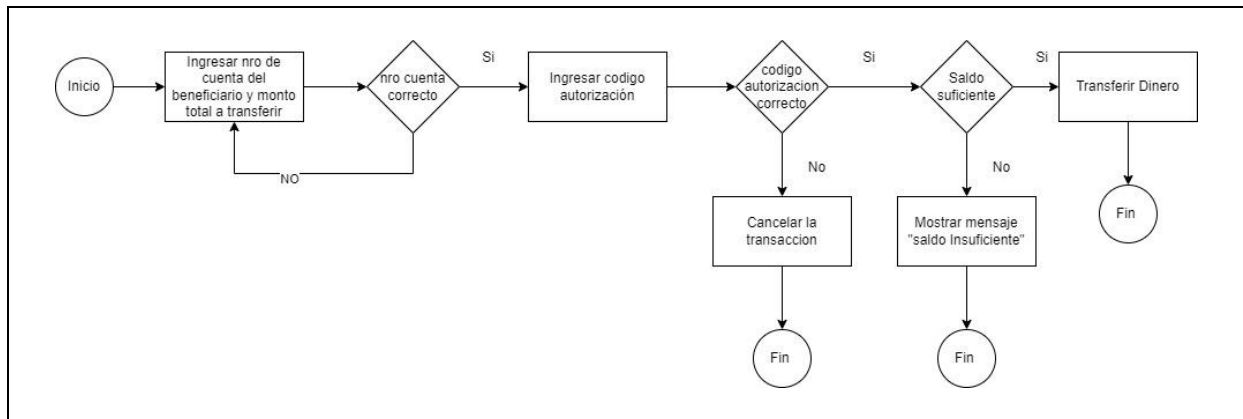 Inicio
Ingresar nro de
cuenta del
beneficiario y monto
total a transferir
nro cuenta
correcto
Si
Ingresar codigo
autorización
codigo
autorizacion
correcto
Si
Saldo
suficiente
Si
Transferir Dinero
NO
No
No
Cancelar la
transaccion
Mostrar mensaje
"saldo Insuficiente"
Fin
Fin
Fin